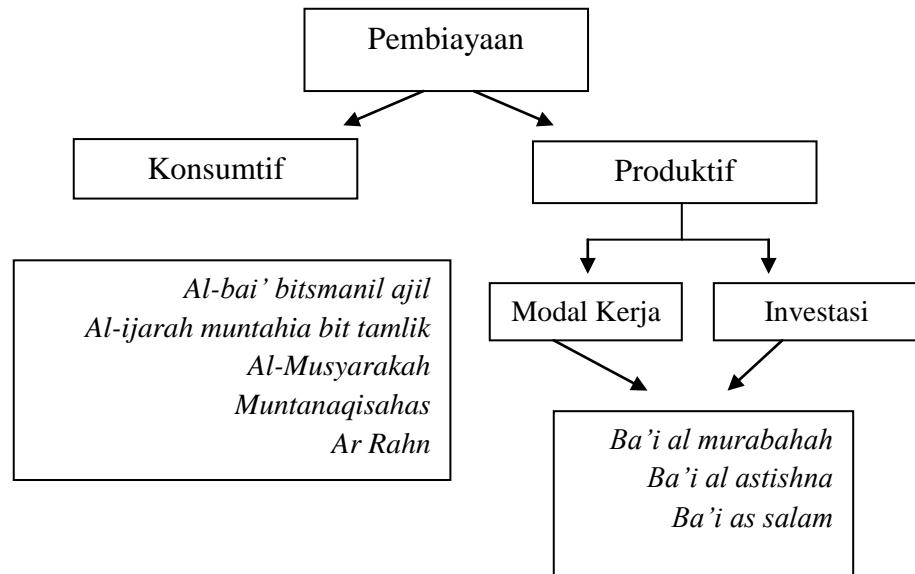 Pembiayaan
Konsumtif
Produktif
Al-bai’ bitsmanil ajil
Al-ijarah muntahia bit tamlik
Al-Musyarakah
Muntanaqisahas
Ar Rahn
Modal Kerja
Investasi
Ba’i al murabahah
Ba’i al astishna
Ba’i as salam